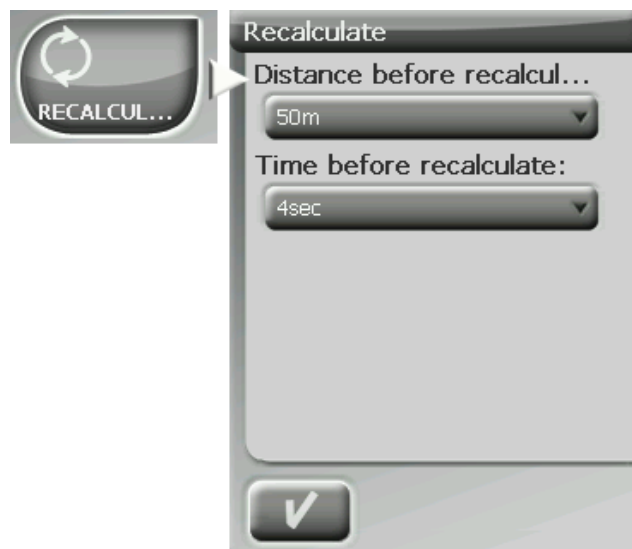 RECALCUL...
Recalculate
Distance before recalcul...
50m
Time before recalculate:
4sec